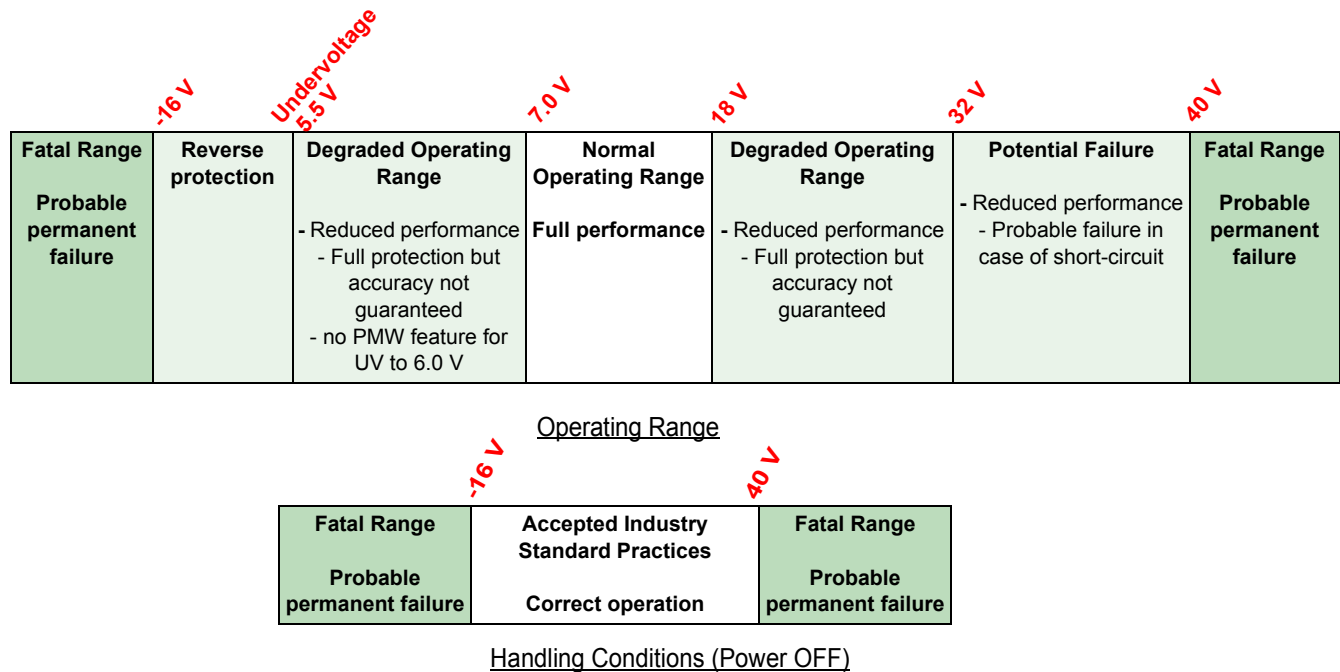 -16 V
Undervoltage
5.5 V
7.0 V
18 V
32 V
40 V
Fatal Range
Probable
permanent
failure
Reverse
protection
Degraded Operating
Range
- Reduced performance
- Full protection but
accuracy not
guaranteed
- no PMW feature for
UV to 6.0 V
Normal
Operating Range
Full performance
Degraded Operating
Range
- Reduced performance
- Full protection but
accuracy not
guaranteed
Potential Failure
- Reduced performance
- Probable failure in
case of short-circuit
Fatal Range
Probable
permanent
failure
Operating Range
-16 V
40 V
Fatal Range
Probable
permanent failure
Accepted Industry
Standard Practices
Correct operation
Fatal Range
Probable
permanent failure
Handling Conditions (Power OFF)